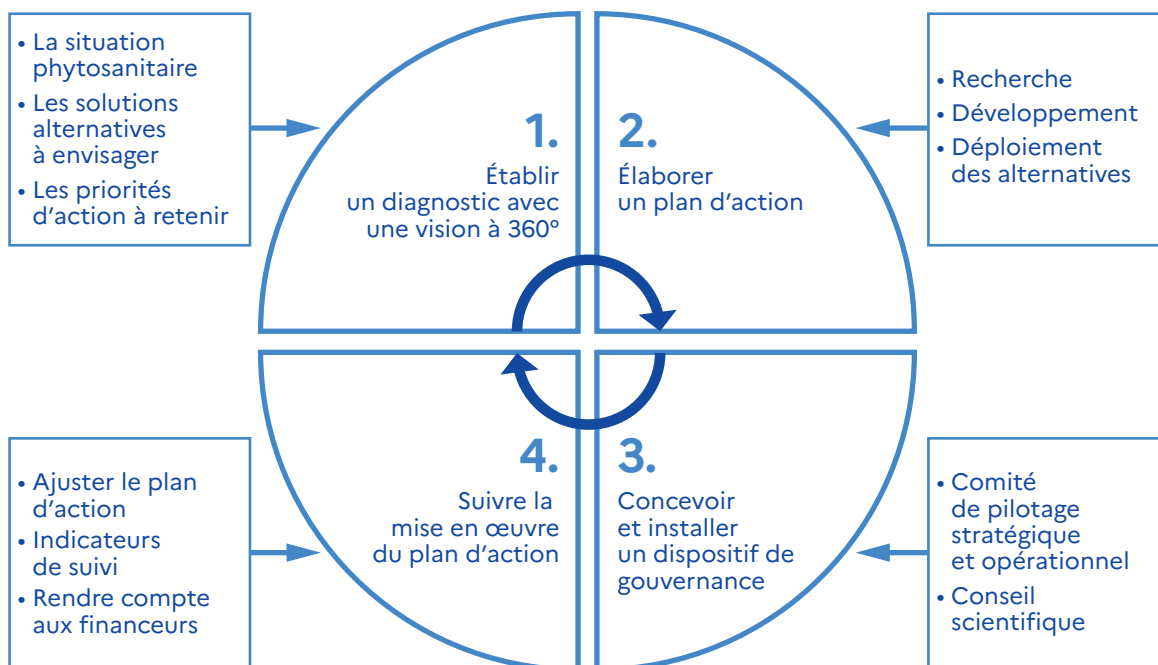 • La situation
phytosanitaire
• Les solutions
alternatives
à envisager
• Les priorités
d'action à retenir
1.
Établir
un diagnostic avec
une vision à 360°
2.
Élaborer
un plan d'action
• Recherche
• Développement
• Déploiement
des alternatives
• Ajuster le plan
d'action
• Indicateurs
de suivi
• Rendre compte
aux financeurs
4.
Suivre la
mise en œuvre
du plan d'action
3.
Concevoir
et installer
un dispositif de
gouvernance
• Comité
de pilotage
stratégique
et opérationnel
• Conseil
scientifique